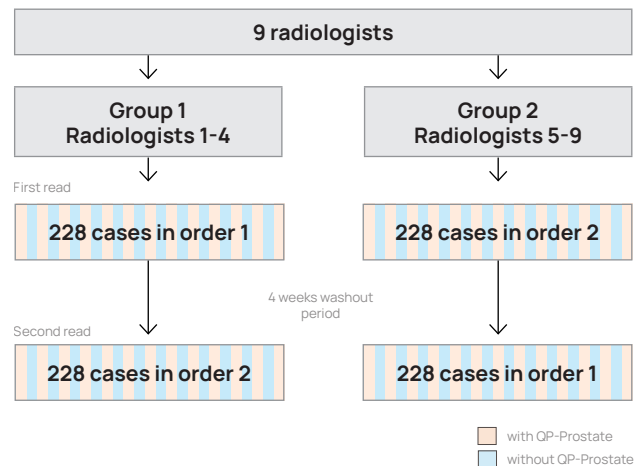 9 radiologists
Group 1
Radiologists 1-4
Group 2
Radiologists 5-9
First read
228 cases in order 1
228 cases in order 2
4 weeks washout
period
Second read
228 cases in order 2
228 cases in order 1
with QP-Prostate
without QP-Prostate